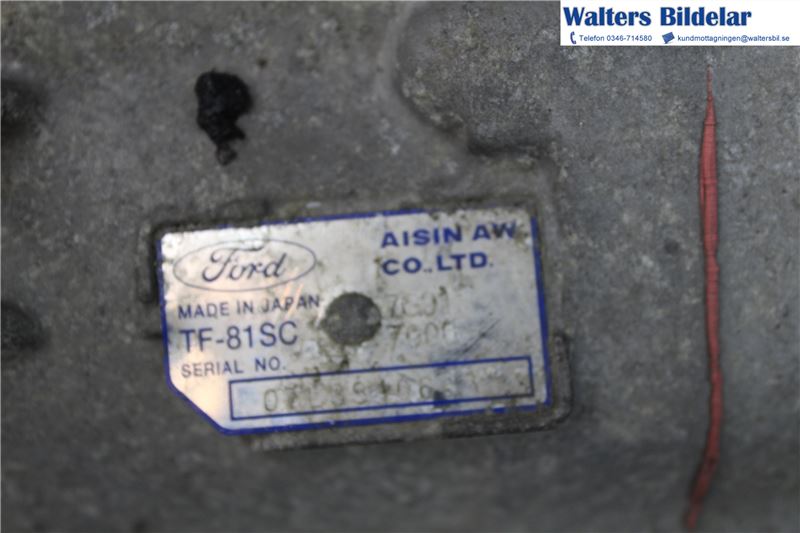 Walters Bildelar
Telefon 0346-714580 kundmottagningen@waltersbil.se
Ford
AISIN AW
CO.,LTD.
MADE IN JAPAN
TF-81SC
SERIAL NO.